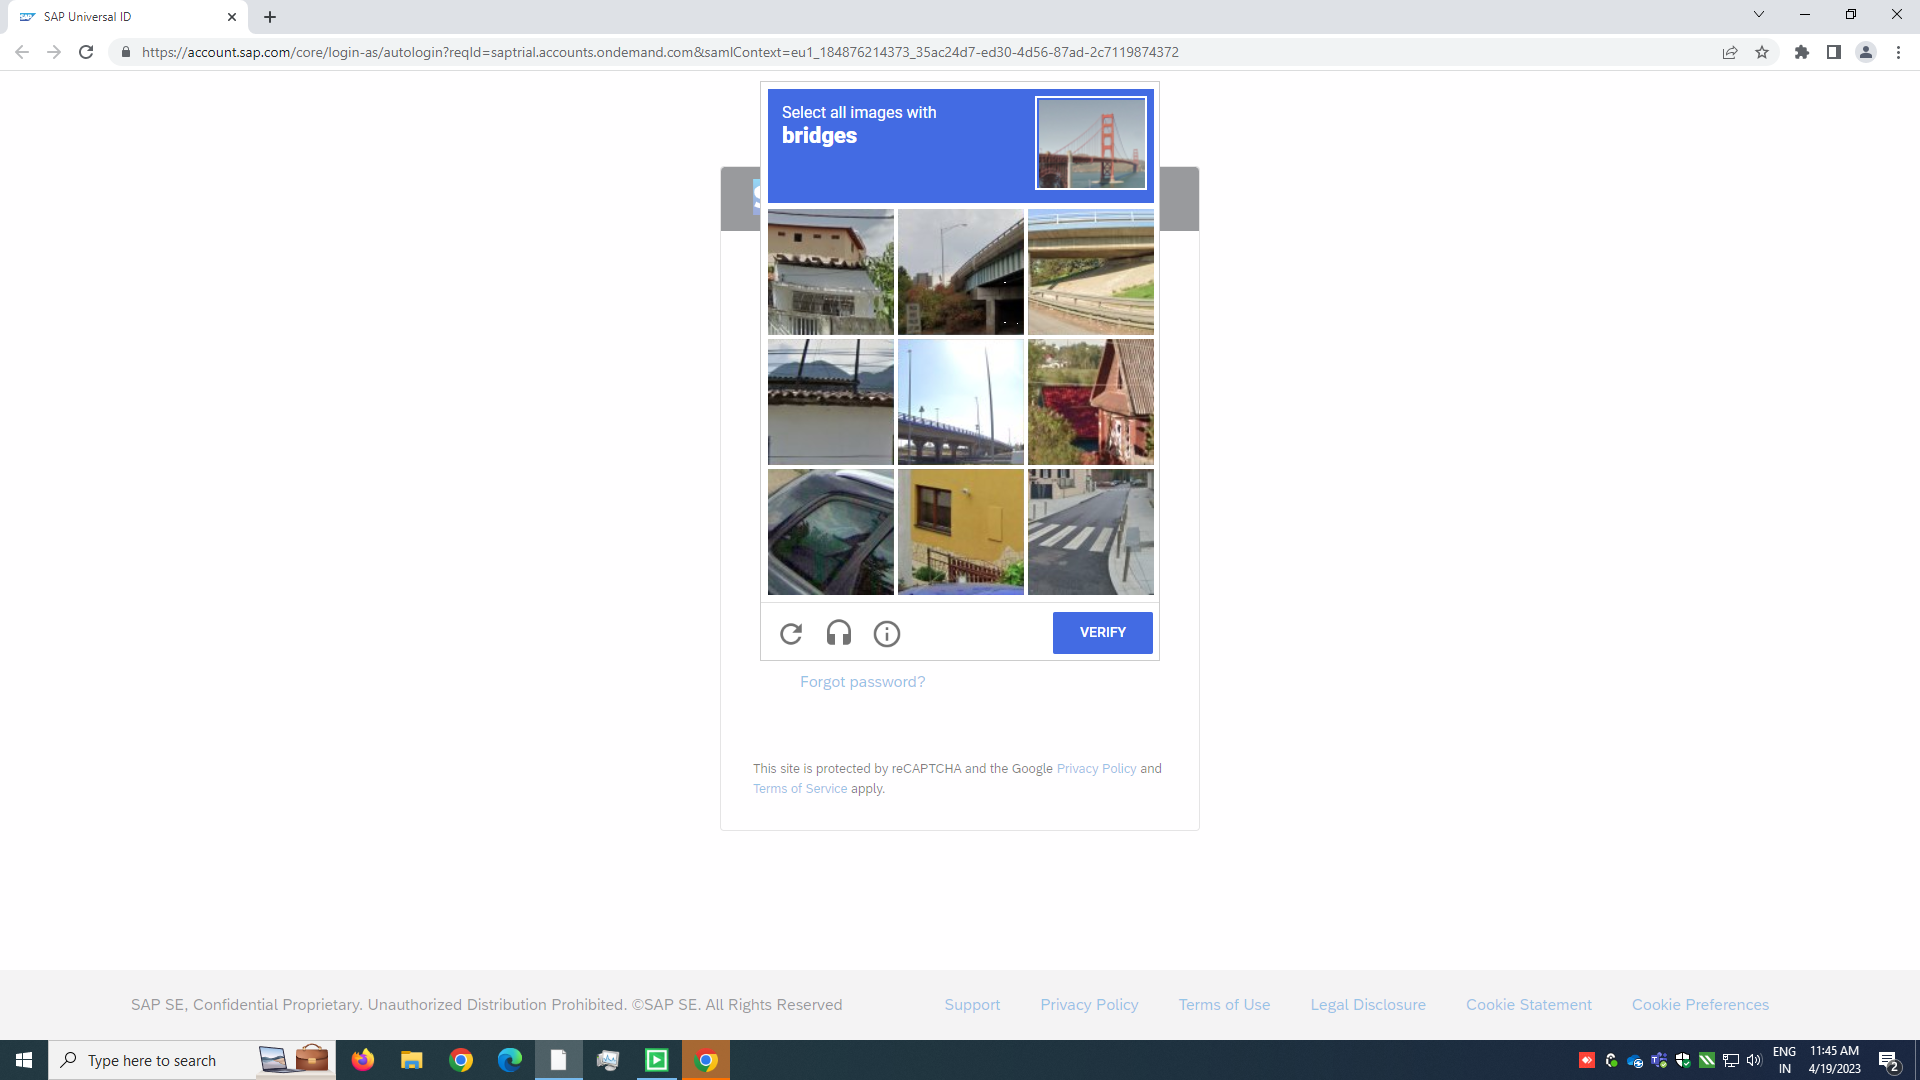 SAP Universal ID
https://account.sap.com/core/login-as/autologin?reqId=saptrial.accounts.ondemand.com&samlContext=eu1_184876214373_35ac24d7-ed30-4d56-87ad-2c7119874372
Select all images with
bridges
VERIFY
Forgot password?
This site is protected by reCAPTCHA and the Google Privacy Policy and
Terms of Service apply.
SAP SE, Confidential Proprietary. Unauthorized Distribution Prohibited. ©SAP SE. All Rights Reserved
Support
Privacy Policy
Terms of Use
Legal Disclosure
Cookie Statement
Cookie Preferences
Type here to search
ENG
IN
11:45 AM
4/19/2023
2